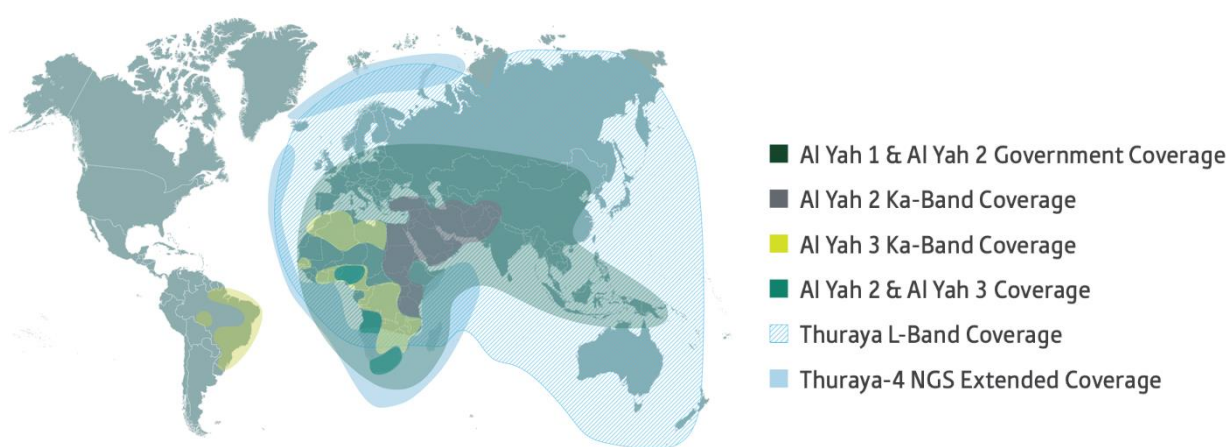 Al Yah 1 & Al Yah 2 Government Coverage
Al Yah 2 Ka-Band Coverage
Al Yah 3 Ka-Band Coverage
Al Yah 2 & Al Yah 3 Coverage
Thuraya L-Band Coverage
Thuraya-4 NGS Extended Coverage